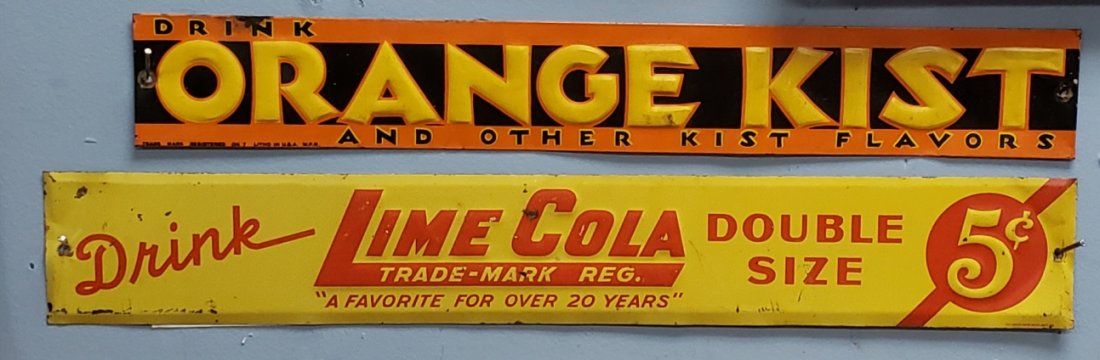 DRINK
ORANGE KIST
AND OTHER KIST FLAVORS
Drink
LIME COLA
TRADE-MARK REG.
"A FAVORITE FOR OVER 20 YEARS"
DOUBLE
SIZE
5¢